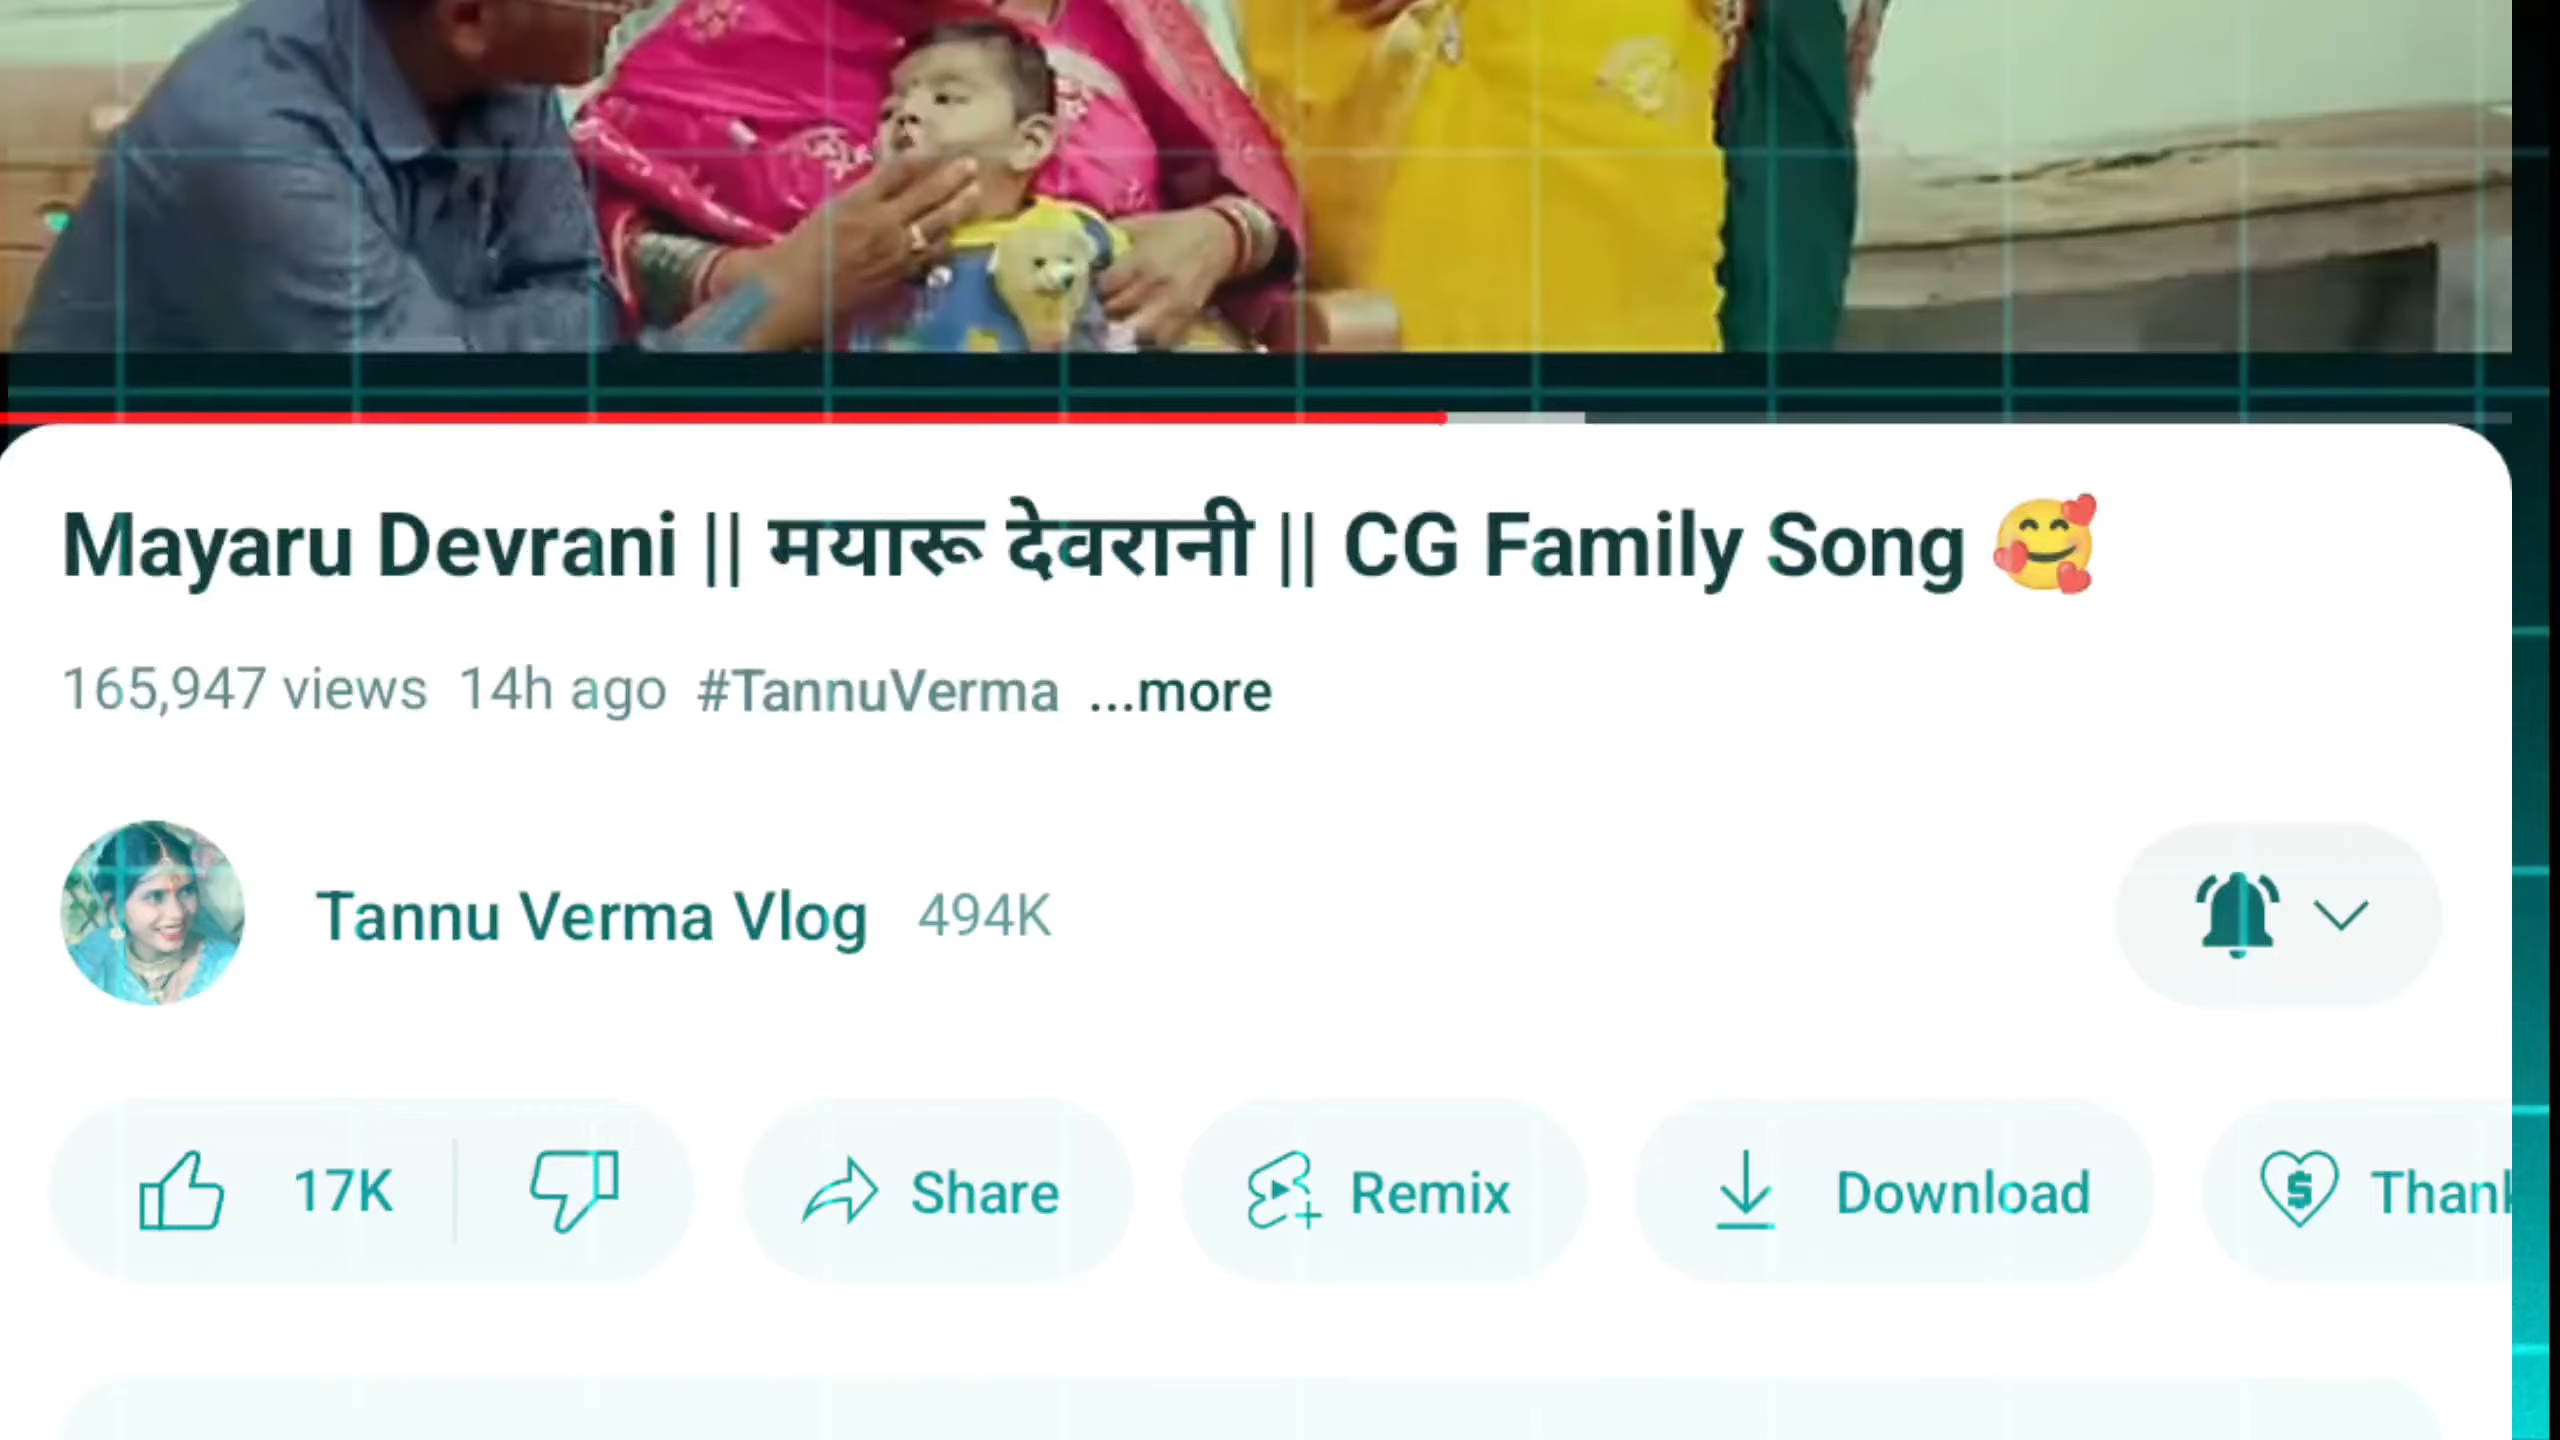 Mayaru Devrani || मयारू देवरानी || CG Family Song 🥰
165,947 views 14h ago #TannuVerma ...more
Tannu Verma Vlog 494K
17K Share Remix Download Thank